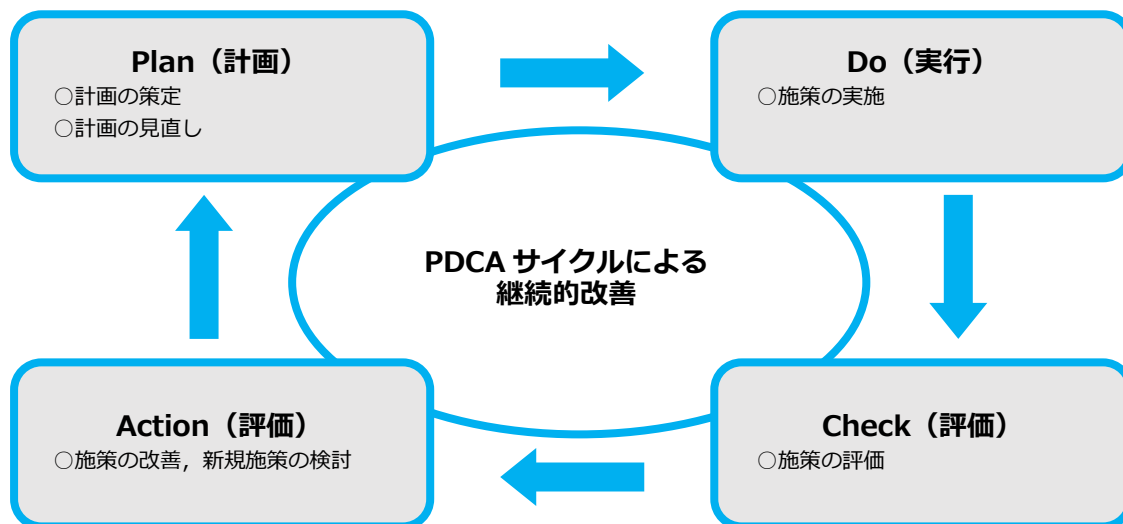 Plan（計画）
○計画の策定
○計画の見直し
Do（実行）
○施策の実施
PDCA サイクルによる
継続的改善
Action（評価）
○施策の改善，新規施策の検討
Check（評価）
○施策の評価